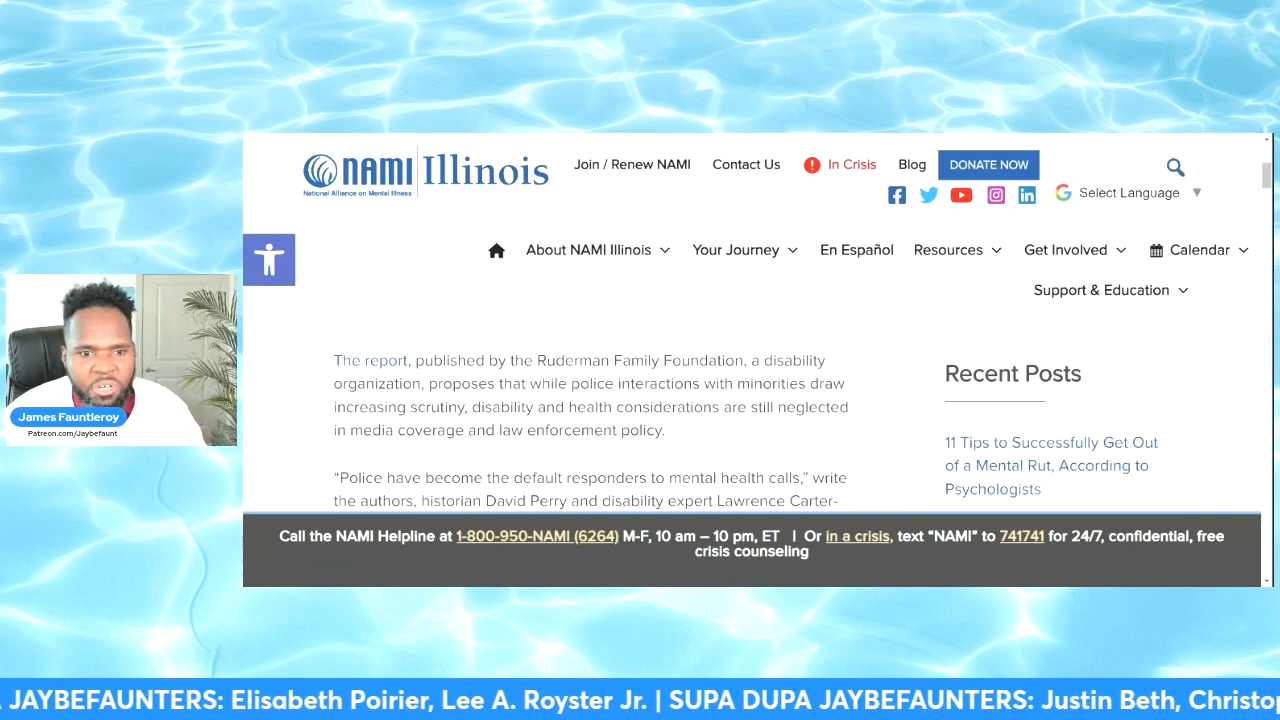 NAMI
National Alliance on Mental Illness
Illinois
Join / Renew NAMI
Contact Us
In Crisis
Blog
DONATE NOW
Select Language
About NAMI Illinois
Your Journey
En Español
Resources
Get Involved
Calendar
Support & Education
James Fauntleroy
Patreon.com/Jaybefaunt
The report, published by the Ruderman Family Foundation, a disability
organization, proposes that while police interactions with minorities draw
increasing scrutiny, disability and health considerations are still neglected
in media coverage and law enforcement policy.
“Police have become the default responders to mental health calls,” write
the authors, historian David Perry and disability expert Lawrence Carter-
Recent Posts
11 Tips to Successfully Get Out
of a Mental Rut, According to
Psychologists
Call the NAMI Helpline at 1-800-950-NAMI (6264) M-F, 10 am – 10 pm, ET | Or in a crisis, text “NAMI” to 741741 for 24/7, confidential, free
crisis counseling
JAYBEFAUNTERS: Elisabeth Poirier, Lee A. Royster Jr. | SUPA DUPA JAYBEFAUNTERS: Justin Beth, Christop